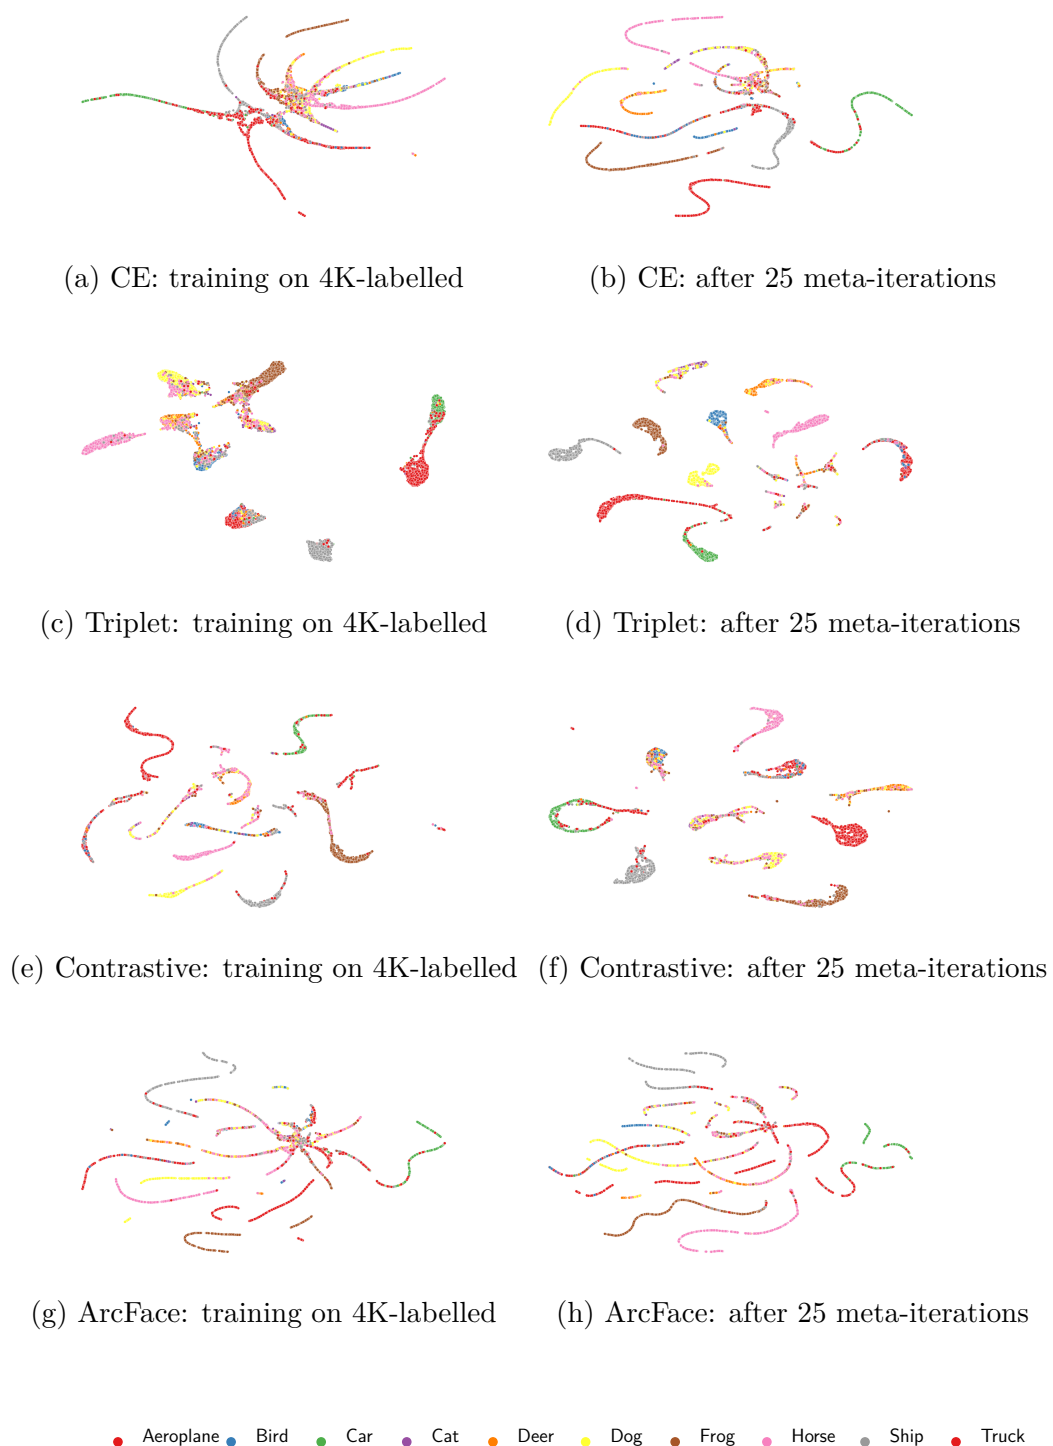 (a) CE: training on 4K-labelled
(b) CE: after 25 meta-iterations
(c) Triplet: training on 4K-labelled
(d) Triplet: after 25 meta-iterations
(e) Contrastive: training on 4K-labelled
(f) Contrastive: after 25 meta-iterations
(g) ArcFace: training on 4K-labelled
(h) ArcFace: after 25 meta-iterations
Aeroplane Bird Car Cat Deer Dog Frog Horse Ship Truck